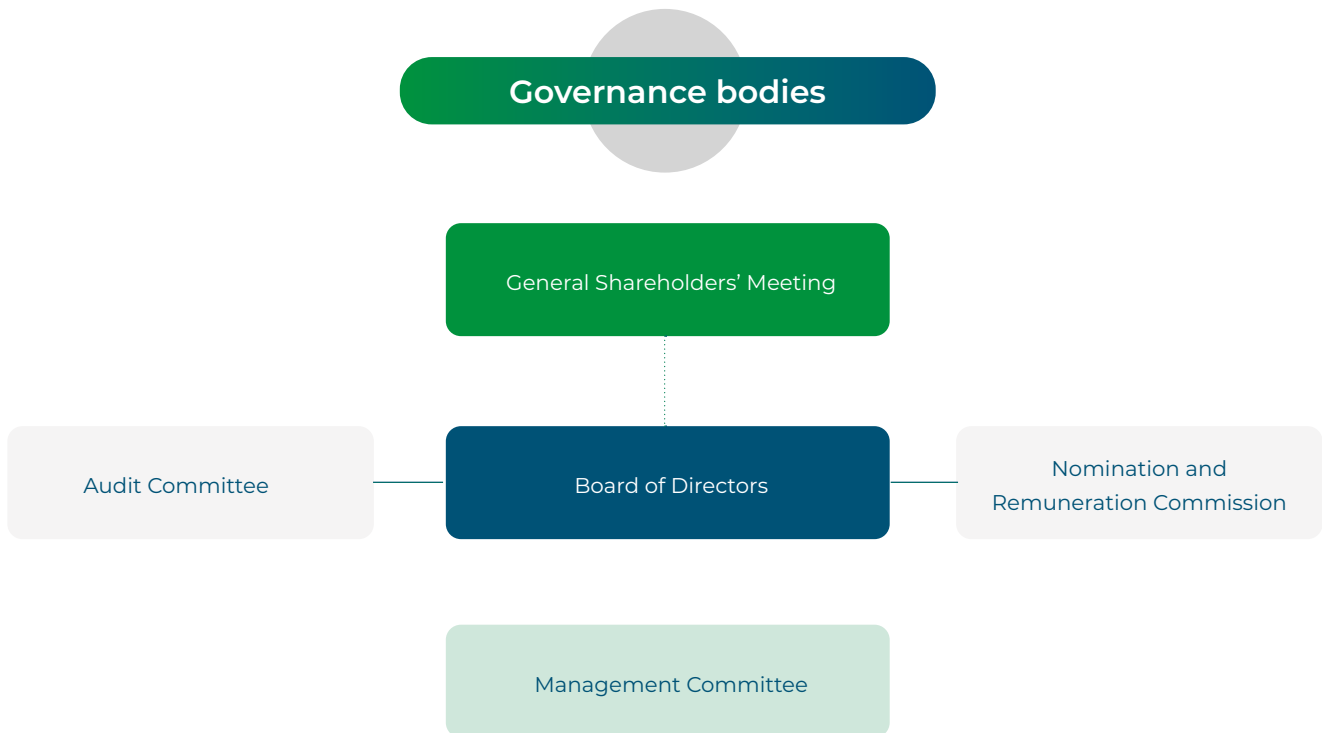 Governance bodies
General Shareholders’ Meeting
Audit Committee
Board of Directors
Nomination and
Remuneration Commission
Management Committee